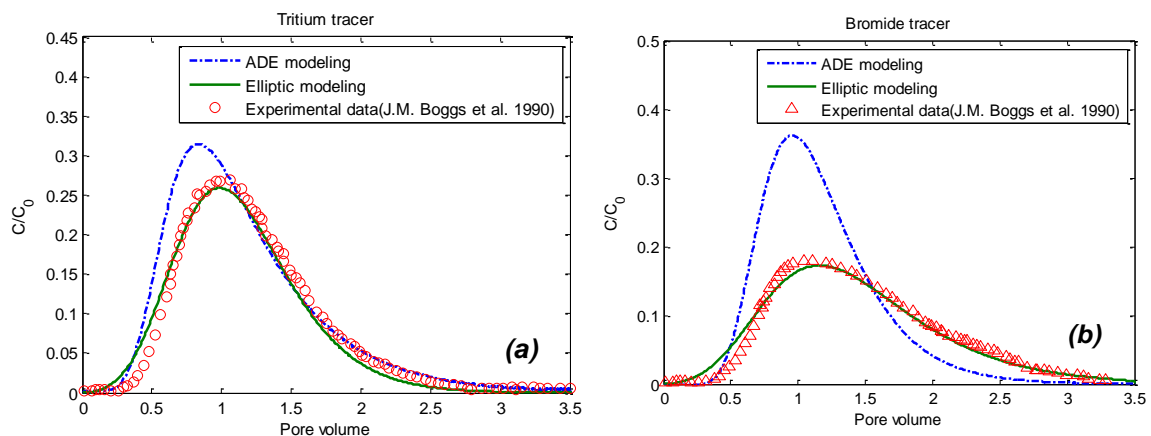 Tritium tracer
0.45
0.4
0.35
0.3
0.25
0.2
0.15
0.1
0.05
0
C/C0
ADE modeling
Elliptic modeling
Experimental data(J.M. Boggs et al. 1990)
(a)
0 0.5 1 1.5 2 2.5 3 3.5
Pore volume
Bromide tracer
0.5
0.4
0.3
0.2
0.1
0
C/C0
ADE modeling
Elliptic modeling
Experimental data(J.M. Boggs et al. 1990)
(b)
0 0.5 1 1.5 2 2.5 3 3.5
Pore volume